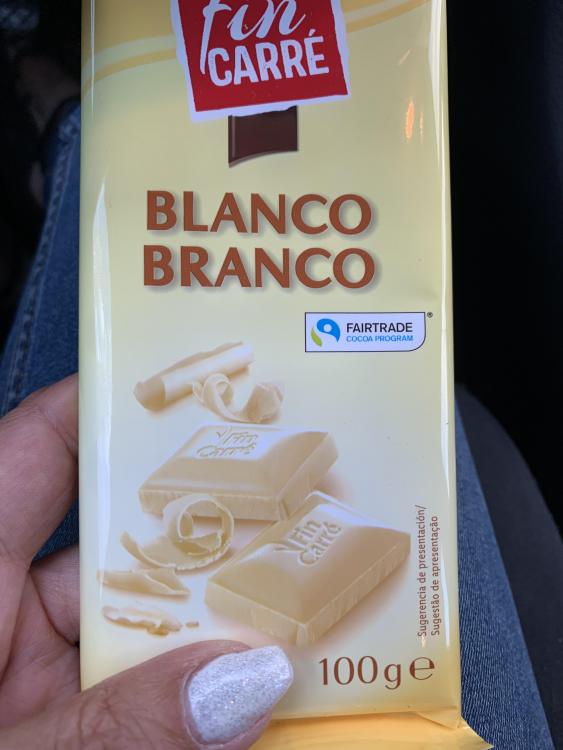 fin
CARRÉ
BLANCO
BRANCO
FAIRTRADE ®
COCOA PROGRAM
Fin
Carré
Fin
Carré
Sugerencia de presentación/
Sugestão de apresentação
100g e